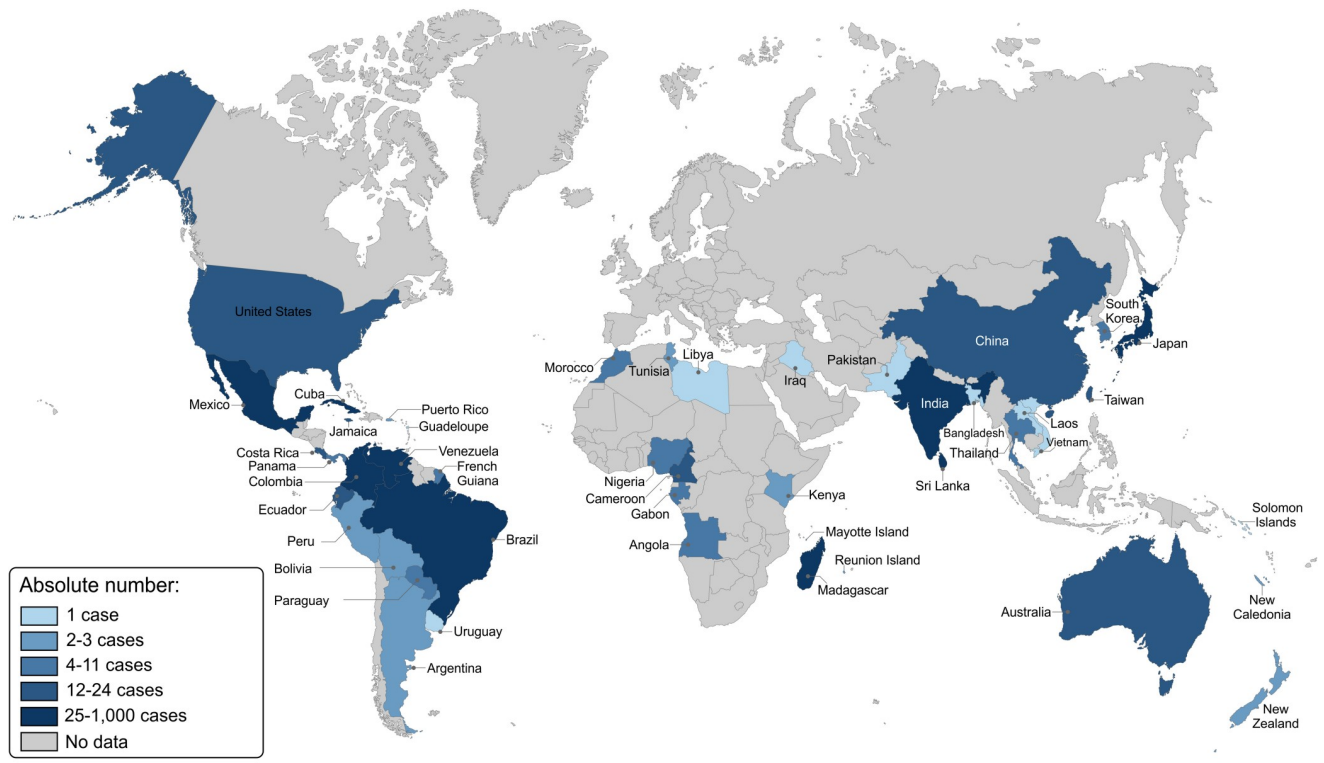 United States
Mexico
Cuba
Jamaica
Puerto Rico
Guadeloupe
Costa Rica
Panama
Colombia
Venezuela
French
Guiana
Ecuador
Peru
Brazil
Bolivia
Paraguay
Uruguay
Argentina
Morocco
Tunisia
Libya
Iraq
Pakistan
Nigeria
Cameroon
Gabon
Angola
Kenya
Mayotte Island
Reunion Island
Madagascar
India
Sri Lanka
Bangladesh
Thailand
Laos
Vietnam
China
South
Korea
Japan
Taiwan
Solomon
Islands
Australia
New
Caledonia
New
Zealand
Absolute number:
1 case
2-3 cases
4-11 cases
12-24 cases
25-1,000 cases
No data